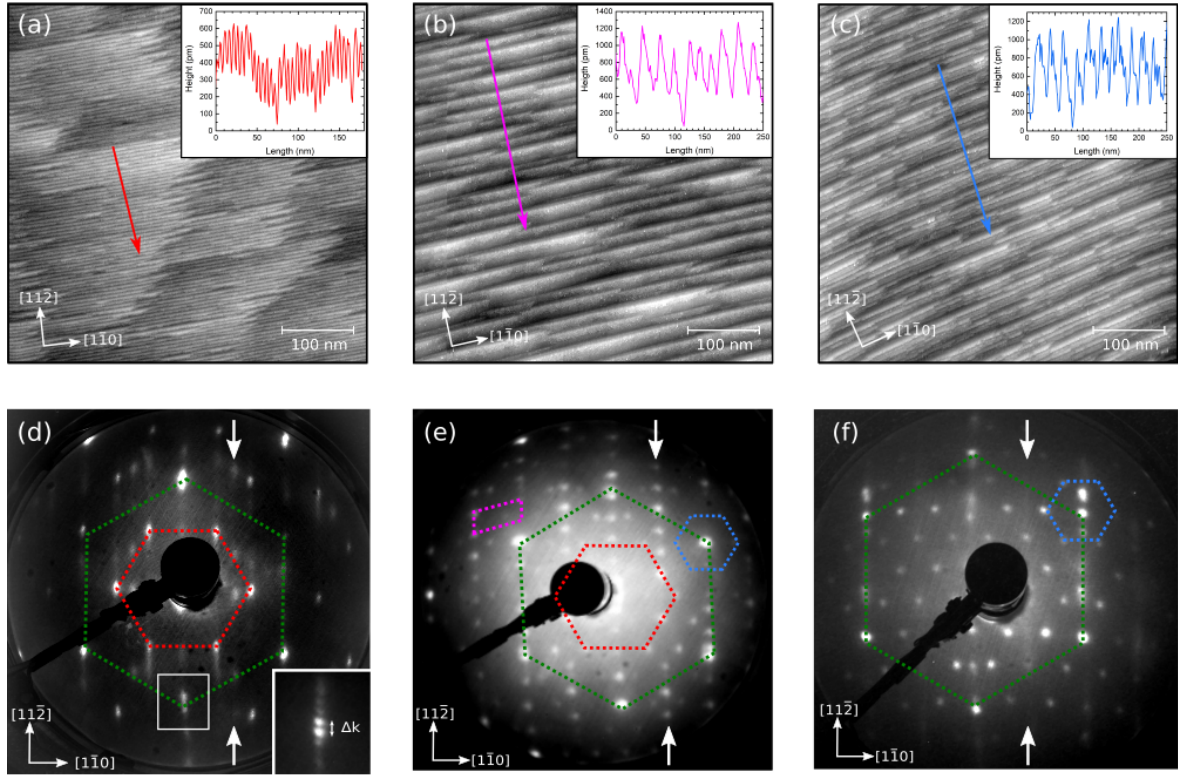 (a)
700
600
500
400
300
200
100
0
Height (pm)
0 50 100 150
Length (nm)
[112̄]
[11̄0]
100 nm
(b)
1200
1000
800
600
400
200
0
Height (pm)
0 50 100 150 200 250
Length (nm)
[112̄]
[11̄0]
100 nm
(c)
1200
1000
800
600
400
200
0
Height (pm)
0 50 100 150 200 250
Length (nm)
[112̄]
[11̄0]
100 nm
(d)
Δk
[112̄]
[11̄0]
(e)
[112̄]
[11̄0]
(f)
[112̄]
[11̄0]